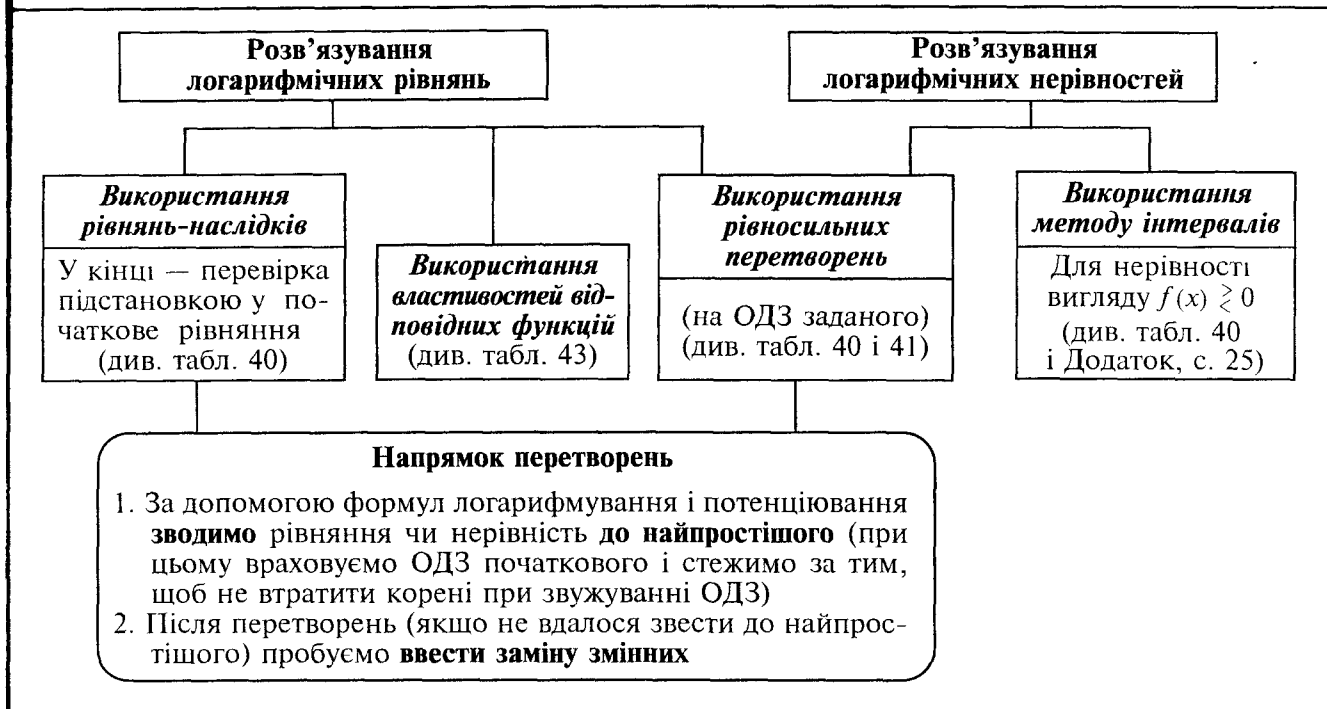 Розв’язування
логарифмічних рівнянь
Розв’язування
логарифмічних нерівностей
Використання
рівнянь-наслідків
У кінці — перевірка
підстановкою у по-
чаткове рівняння
(див. табл. 40)
Використання
властивостей від-
повідних функцій
(див. табл. 43)
Використання
рівносильних
перетворень
(на ОДЗ заданого)
(див. табл. 40 і 41)
Використання
методу інтервалів
Для нерівності
вигляду f(x) ≷ 0
(див. табл. 40
і Додаток, с. 25)
Напрямок перетворень
1. За допомогою формул логарифмування і потенціювання
зводимо рівняння чи нерівність до найпростішого (при
цьому враховуємо ОДЗ початкового і стежимо за тим,
щоб не втратити корені при звужуванні ОДЗ)
2. Після перетворень (якщо не вдалося звести до найпрос-
тішого) пробуємо ввести заміну змінних